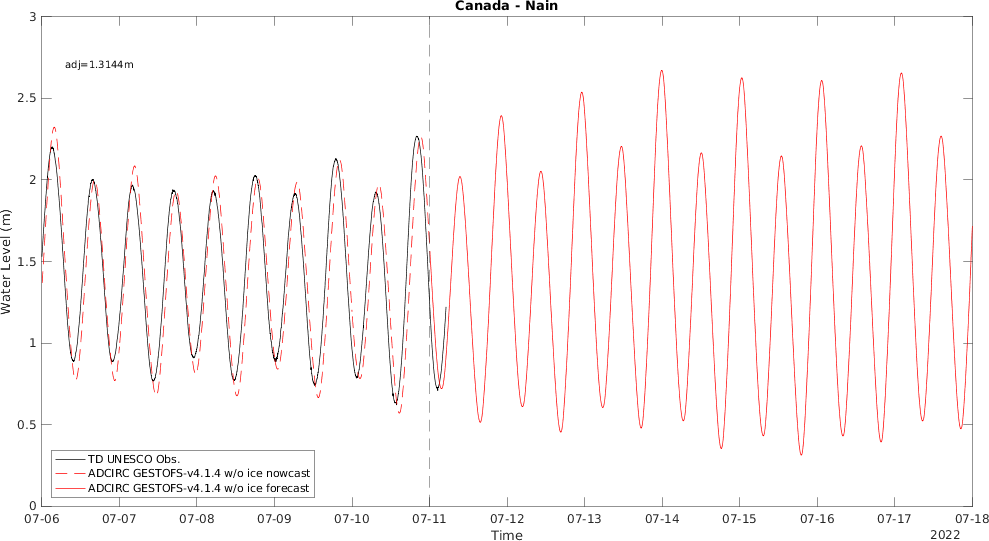 Canada - Nain
3
adj=1.3144m
2.5
2
1.5
1
0.5
0
Water Level (m)
TD UNESCO Obs.
ADCIRC GESTOFS-v4.1.4 w/o ice nowcast
ADCIRC GESTOFS-v4.1.4 w/o ice forecast
07-06 07-07 07-08 07-09 07-10 07-11 07-12 07-13 07-14 07-15 07-16 07-17 07-18
Time
2022